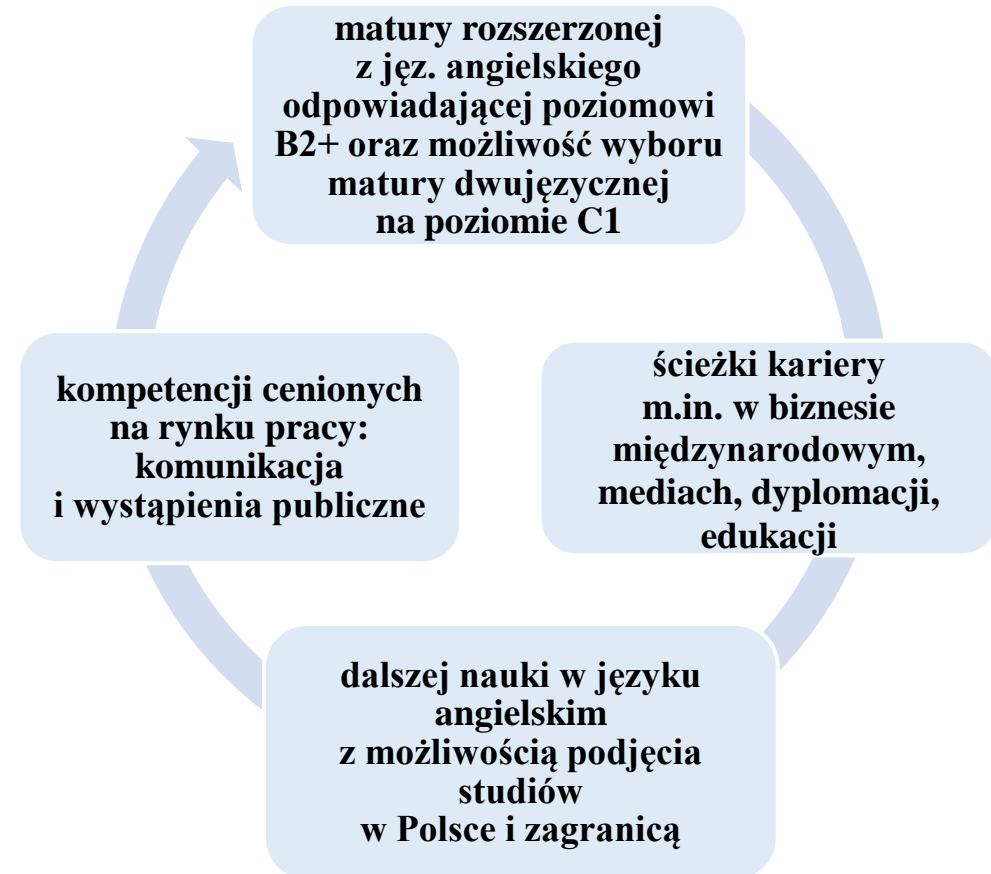 matury rozszerzonej
z jęz. angielskiego
odpowiadającej poziomowi
B2+ oraz możliwość wyboru
matury dwujęzycznej
na poziomie C1
ścieżki kariery
m.in. w biznesie
międzynarodowym,
mediach, dyplomacji,
edukacji
dalszej nauki w języku
angielskim
z możliwością podjęcia
studiów
w Polsce i zagranicą
kompetencji cenionych
na rynku pracy:
komunikacja
i wystąpienia publiczne